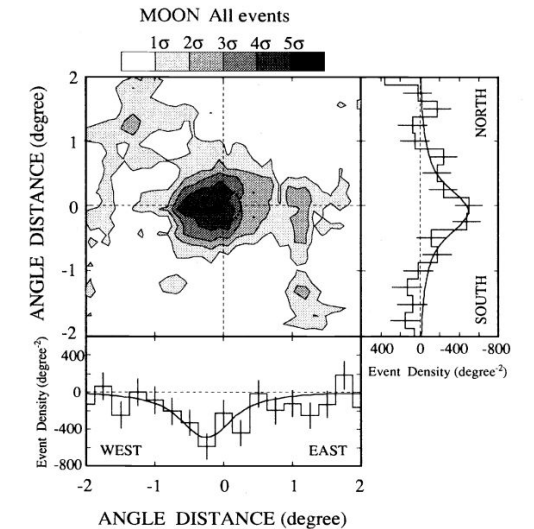 MOON All events
1σ 2σ 3σ 4σ 5σ
ANGLE DISTANCE (degree)
2
1
0
-1
-2
NORTH
SOUTH
400 0 -400 -800
Event Density (degree-2)
Event Density (degree-2)
400
0
-400
-800
WEST EAST
-2 -1 0 1 2
ANGLE DISTANCE (degree)